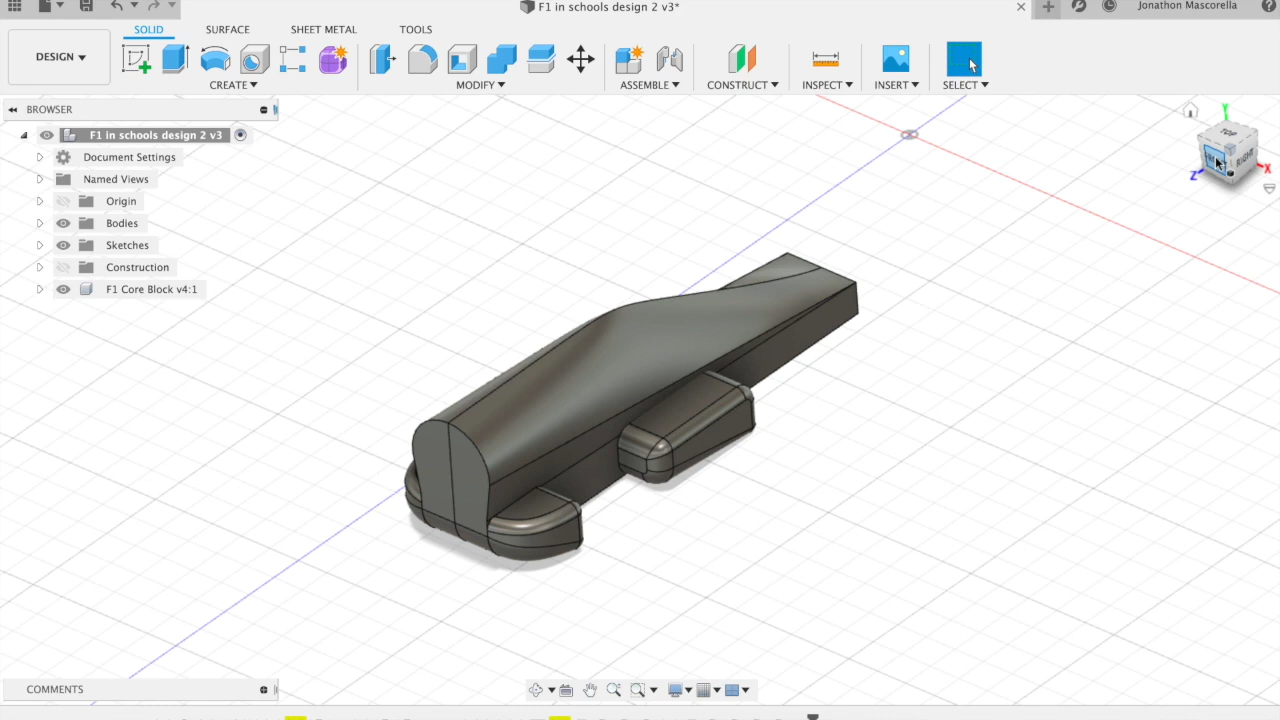 F1 in schools design 2 v3*
Jonathon Mascorella
SOLID
SURFACE
SHEET METAL
TOOLS
DESIGN
CREATE
MODIFY
ASSEMBLE
CONSTRUCT
INSPECT
INSERT
SELECT
BROWSER
F1 in schools design 2 v3
Document Settings
Named Views
Origin
Bodies
Sketches
Construction
F1 Core Block v4:1
Y
TOP
RIGHT
X
Z
COMMENTS